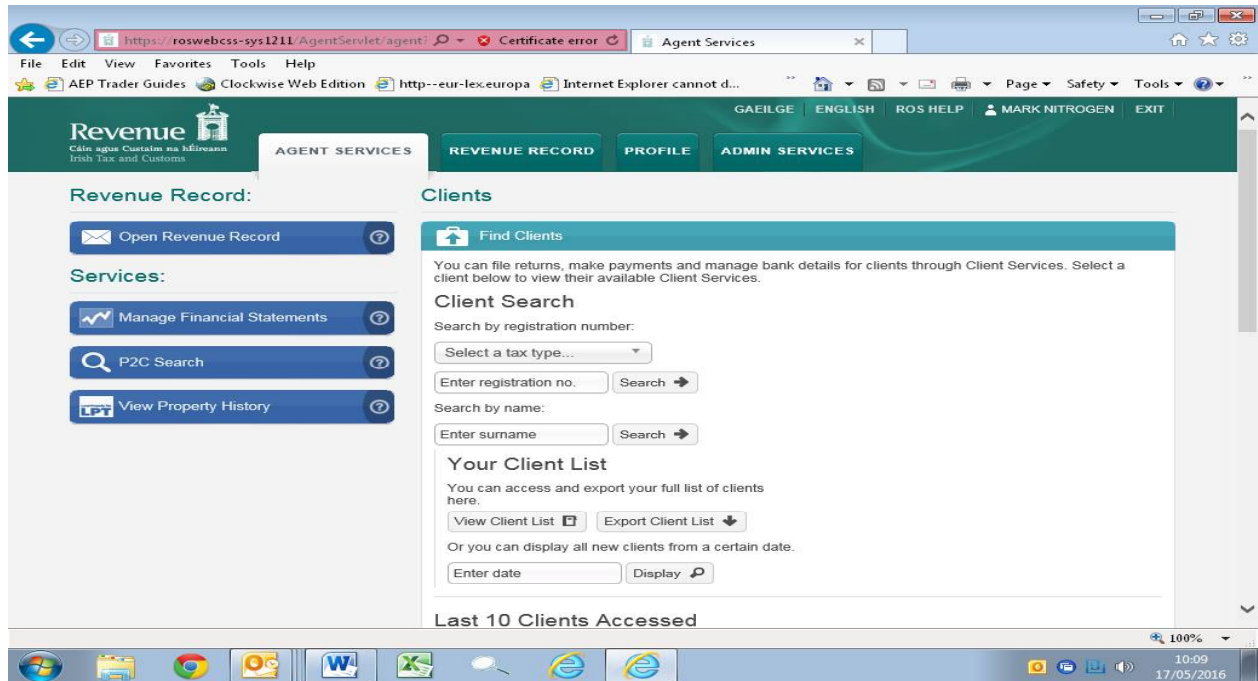 https://roswebcss-sys1211/AgentServlet/agent?
Certificate error
Agent Services
File Edit View Favorites Tools Help
AEP Trader Guides Clockwise Web Edition http--eur-lex.europa Internet Explorer cannot d... Page Safety Tools
GAEILGE ENGLISH ROS HELP MARK NITROGEN EXIT
Revenue
Cáin agus Custaim na hÉireann
Irish Tax and Customs
AGENT SERVICES REVENUE RECORD PROFILE ADMIN SERVICES
Revenue Record:
Open Revenue Record ?
Services:
Manage Financial Statements ?
P2C Search ?
LPT View Property History ?
Clients
Find Clients
You can file returns, make payments and manage bank details for clients through Client Services. Select a
client below to view their available Client Services.
Client Search
Search by registration number:
Select a tax type...
Enter registration no. Search
Search by name:
Enter surname Search
Your Client List
You can access and export your full list of clients
here.
View Client List Export Client List
Or you can display all new clients from a certain date.
Enter date Display
Last 10 Clients Accessed
100%
10:09
17/05/2016